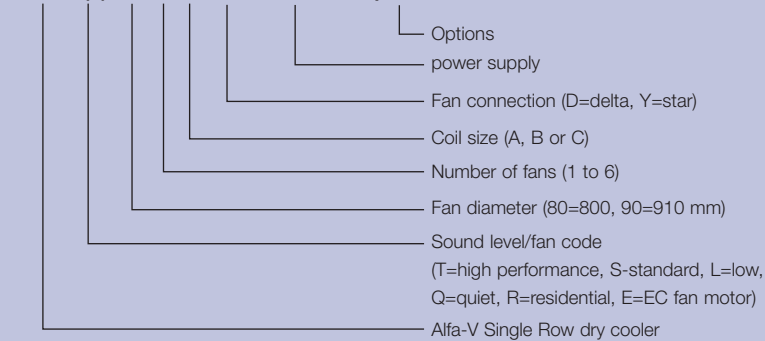 Options
power supply
Fan connection (D=delta, Y=star)
Coil size (A, B or C)
Number of fans (1 to 6)
Fan diameter (80=800, 90=910 mm)
Sound level/fan code
(T=high performance, S-standard, L=low,
Q=quiet, R=residential, E=EC fan motor)
Alfa-V Single Row dry cooler